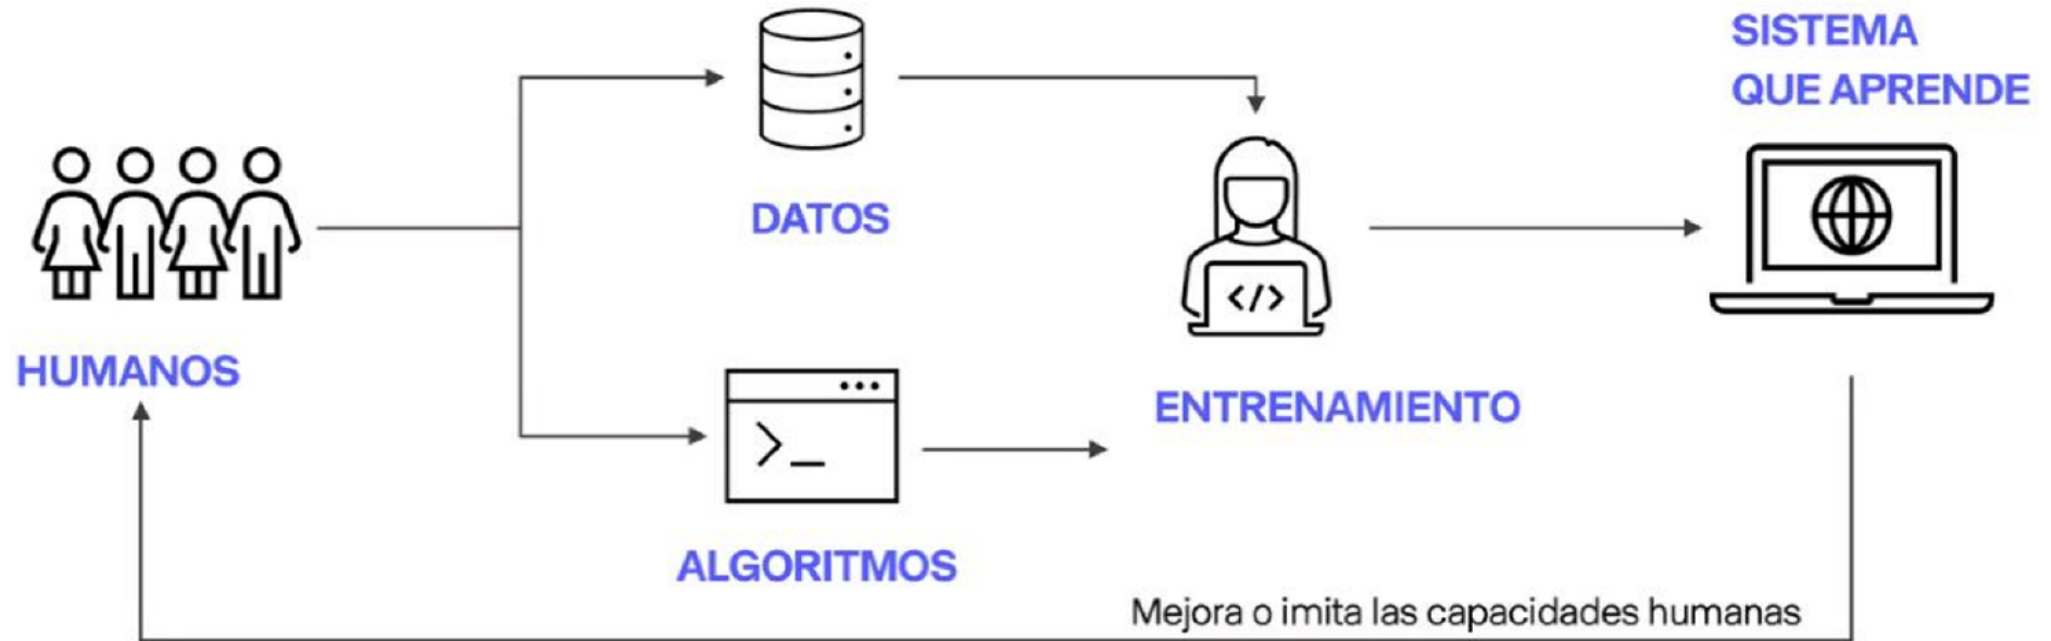 SISTEMA
QUE APRENDE
DATOS
</>
HUMANOS
>_
ENTRENAMIENTO
ALGORITMOS
Mejora o imita las capacidades humanas